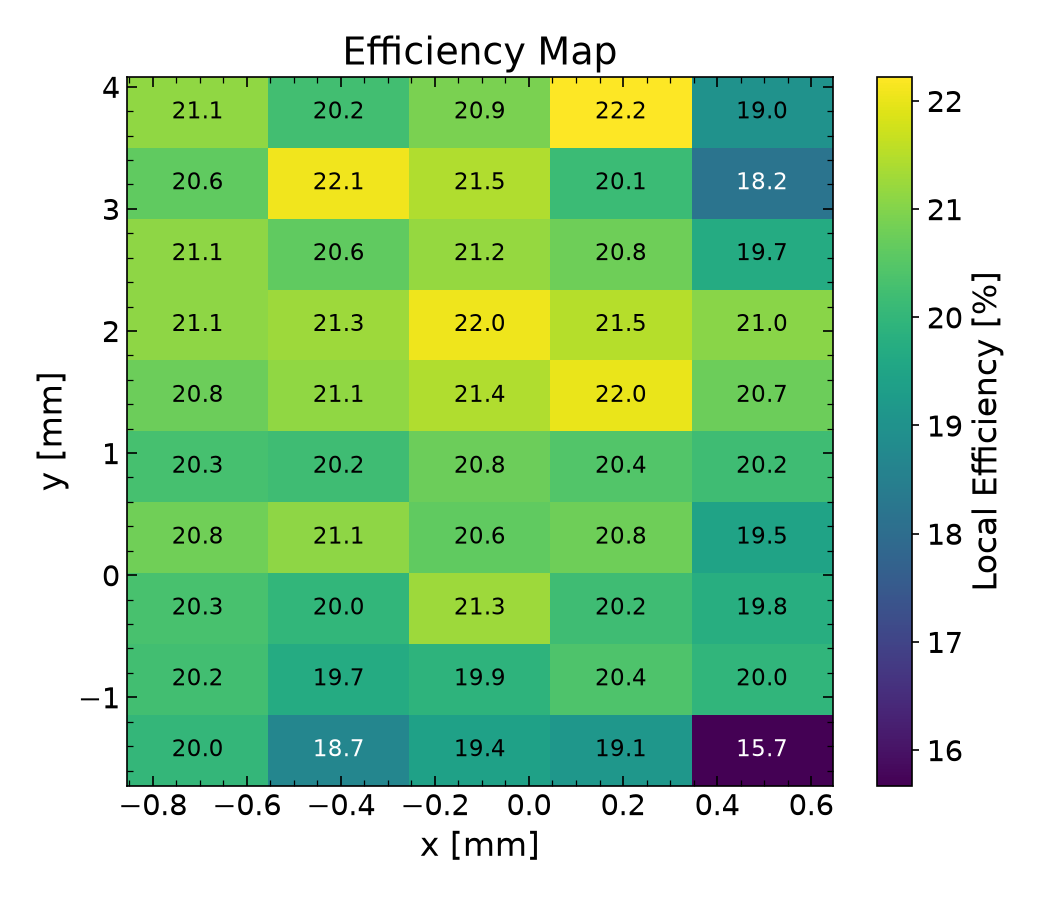 Efficiency Map
4
21.1 20.2 20.9 22.2 19.0
22
20.6 22.1 21.5 20.1 18.2
3
21
21.1 20.6 21.2 20.8 19.7
2
21.1 21.3 22.0 21.5 21.0
20
20.8 21.1 21.4 22.0 20.7
19
1
20.3 20.2 20.8 20.4 20.2
20.8 21.1 20.6 20.8 19.5
18
0
20.3 20.0 21.3 20.2 19.8
17
20.2 19.7 19.9 20.4 20.0
−1
20.0 18.7 19.4 19.1 15.7
16
−0.8 −0.6 −0.4 −0.2 0.0 0.2 0.4 0.6
x [mm]
y [mm]
Local Efficiency [%]